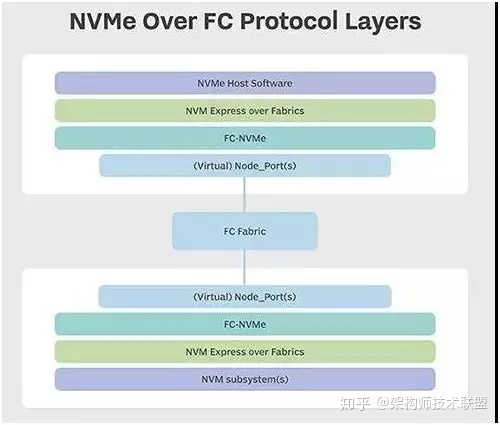 NVMe Over FC Protocol Layers
NVMe Host Software
NVM Express over Fabrics
FC-NVMe
(Virtual) Node_Port(s)
FC Fabric
(Virtual) Node_Port(s)
FC-NVMe
NVM Express over Fabrics
NVM subsystem(s)
知乎 @架构师技术联盟